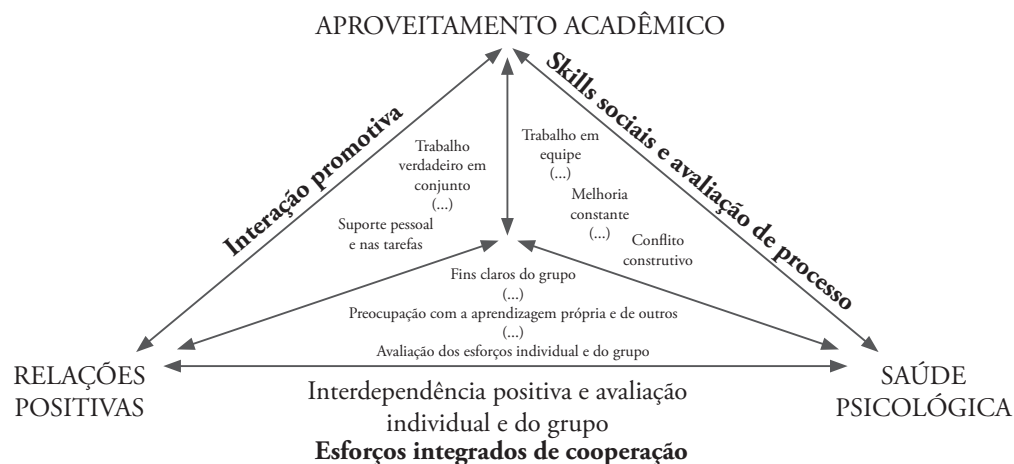 APROVEITAMENTO ACADÊMICO
Interação promotiva
Skills sociais e avaliação de processo
Trabalho
verdadeiro em
conjunto
(...)
Suporte pessoal
e nas tarefas
Trabalho em
equipe
(...)
Melhoria
constante
(...)
Conflito
construtivo
Fins claros do grupo
(...)
Preocupação com a aprendizagem própria e de outros
(...)
Avaliação dos esforços individual e do grupo
RELAÇÕES
POSITIVAS
SAÚDE
PSICOLÓGICA
Interdependência positiva e avaliação
individual e do grupo
Esforços integrados de cooperação